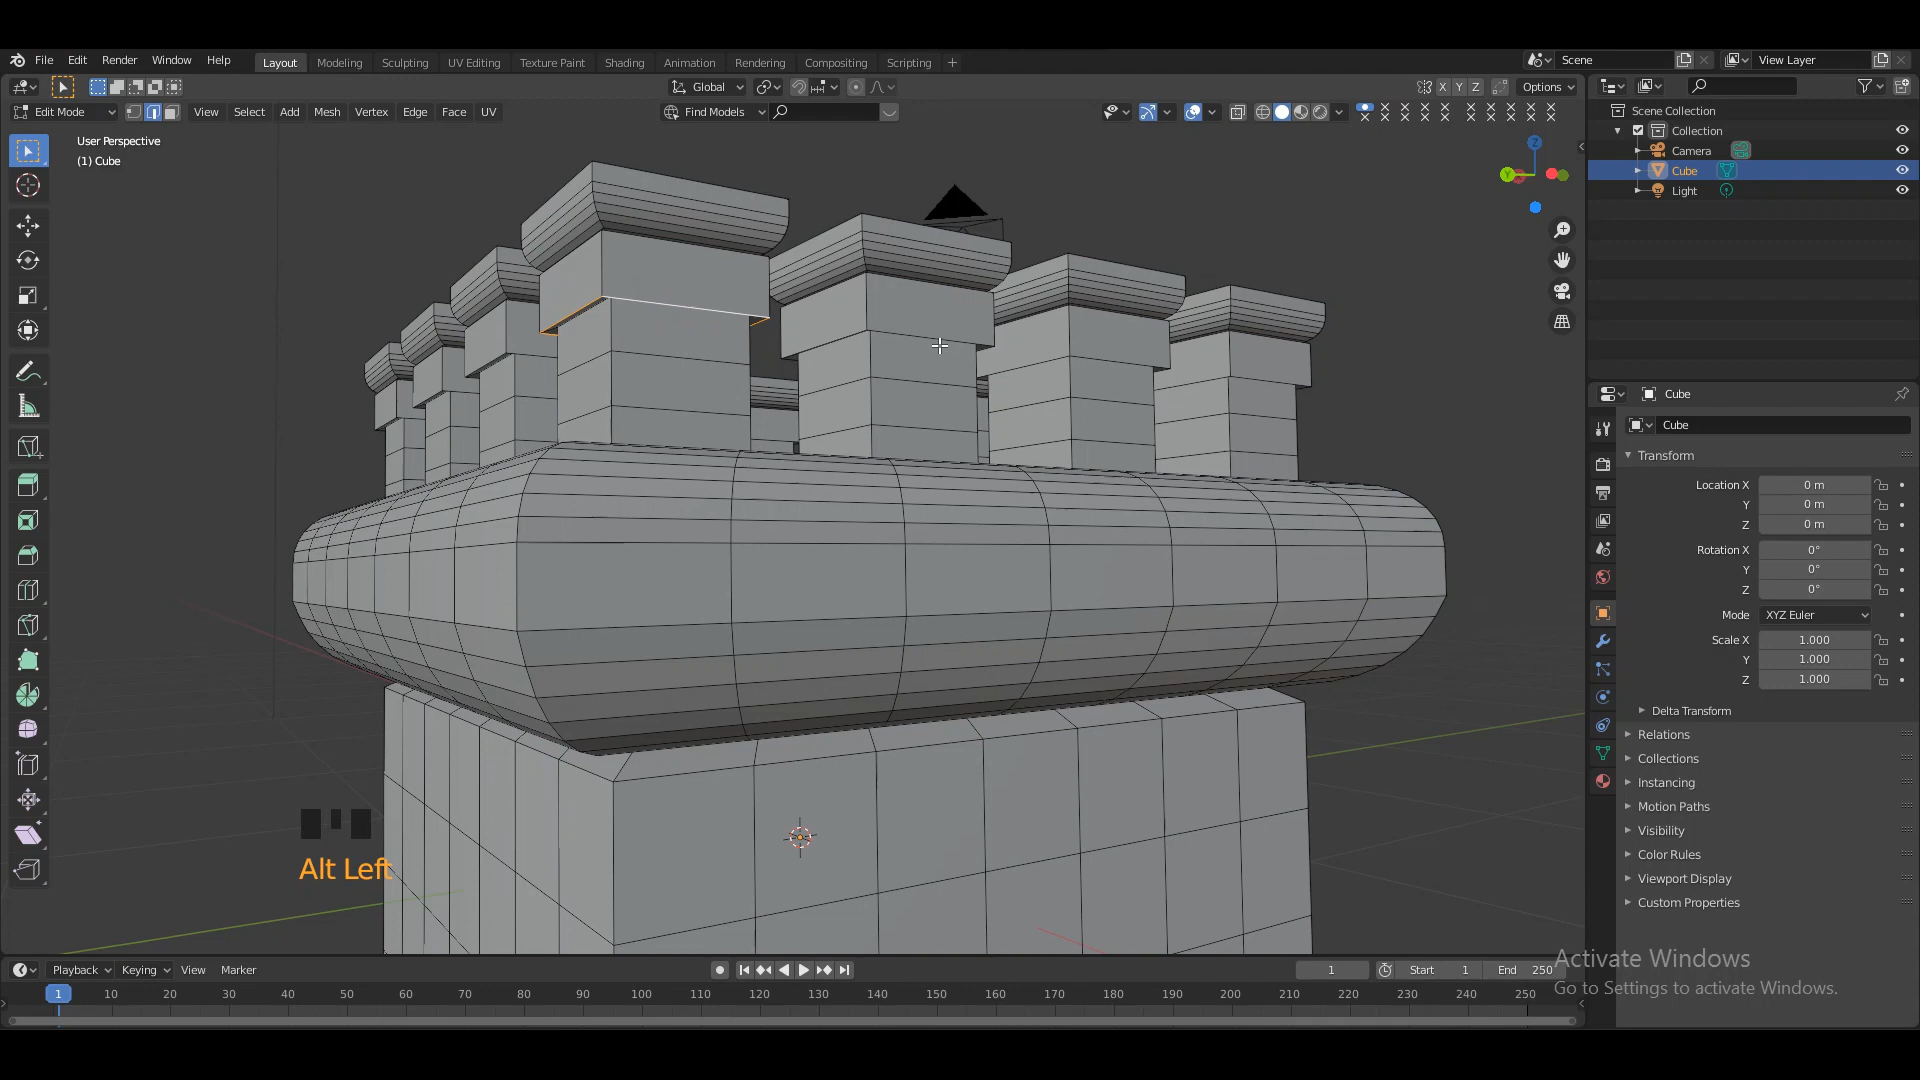 File Edit Render Window Help Layout Modeling Sculpting UV Editing Texture Paint Shading Animation Rendering Compositing Scripting + Scene View Layer
Global Options X Y Z
Edit Mode View Select Add Mesh Vertex Edge Face UV Find Models
User Perspective
(1) Cube
Scene Collection
Collection
Camera
Cube
Light
Z
Y
Cube
Cube
Transform
Location X 0 m
Y 0 m
Z 0 m
Rotation X 0°
Y 0°
Z 0°
Mode XYZ Euler
Scale X 1.000
Y 1.000
Z 1.000
Delta Transform
Relations
Collections
Instancing
Motion Paths
Visibility
Color Rules
Viewport Display
Custom Properties
Alt Left
Activate Windows
Go to Settings to activate Windows.
Playback Keying View Marker 1 Start 1 End 250
1 10 20 30 40 50 60 70 80 90 100 110 120 130 140 150 160 170 180 190 200 210 220 230 240 250